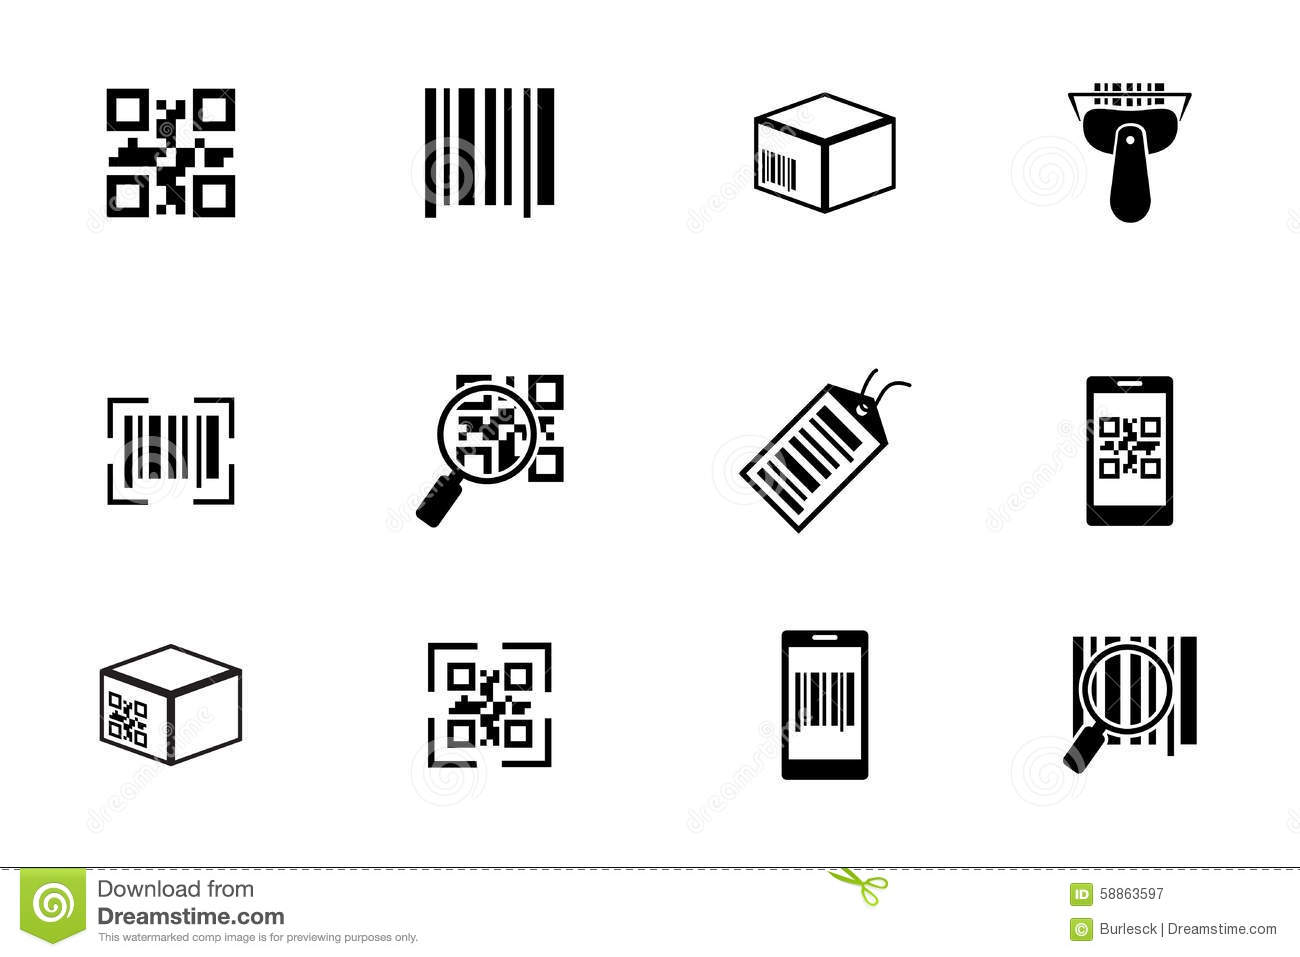 Download from
Dreamstime.com
This watermarked comp image is for previewing purposes only.
ID 58863597
© Burlesck | Dreamstime.com